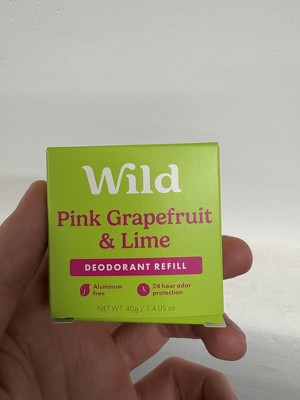 Wild
Pink Grapefruit
& Lime
DEODORANT REFILL
Aluminum
free
24 hour odor
protection
NET WT. 40g / 1.4 US oz